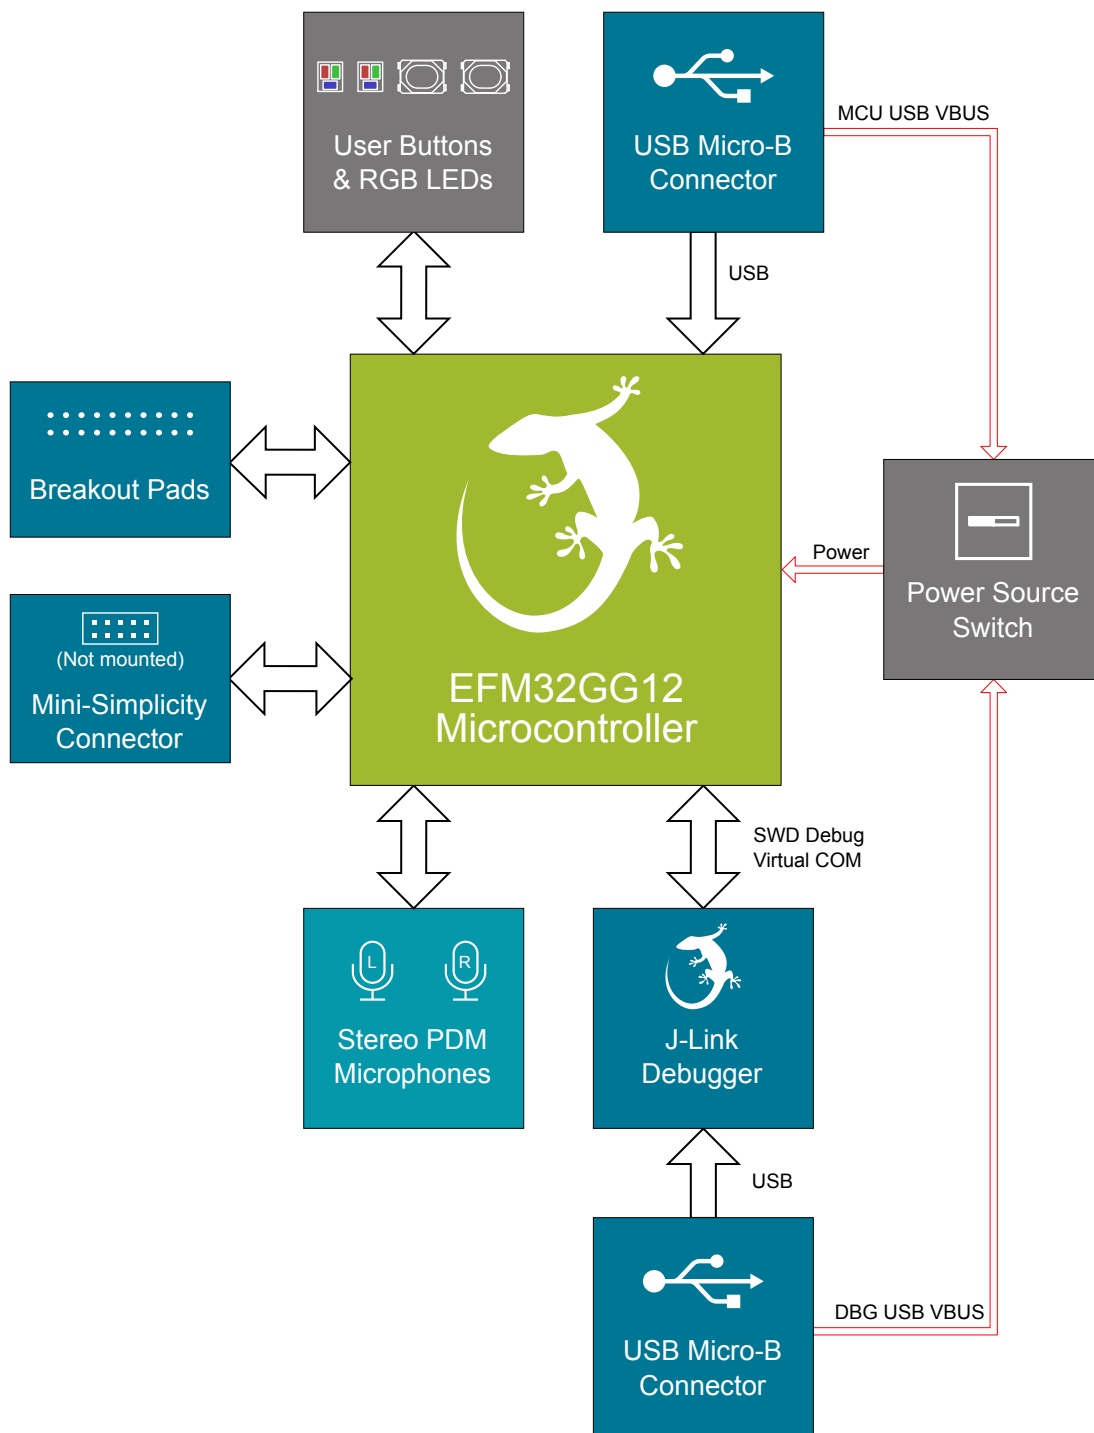 User Buttons
& RGB LEDs
USB Micro-B
Connector
MCU USB VBUS
USB
Breakout Pads
Power
Power Source
Switch
(Not mounted)
Mini-Simplicity
Connector
EFM32GG12
Microcontroller
SWD Debug
Virtual COM
L
R
Stereo PDM
Microphones
J-Link
Debugger
USB
DBG USB VBUS
USB Micro-B
Connector